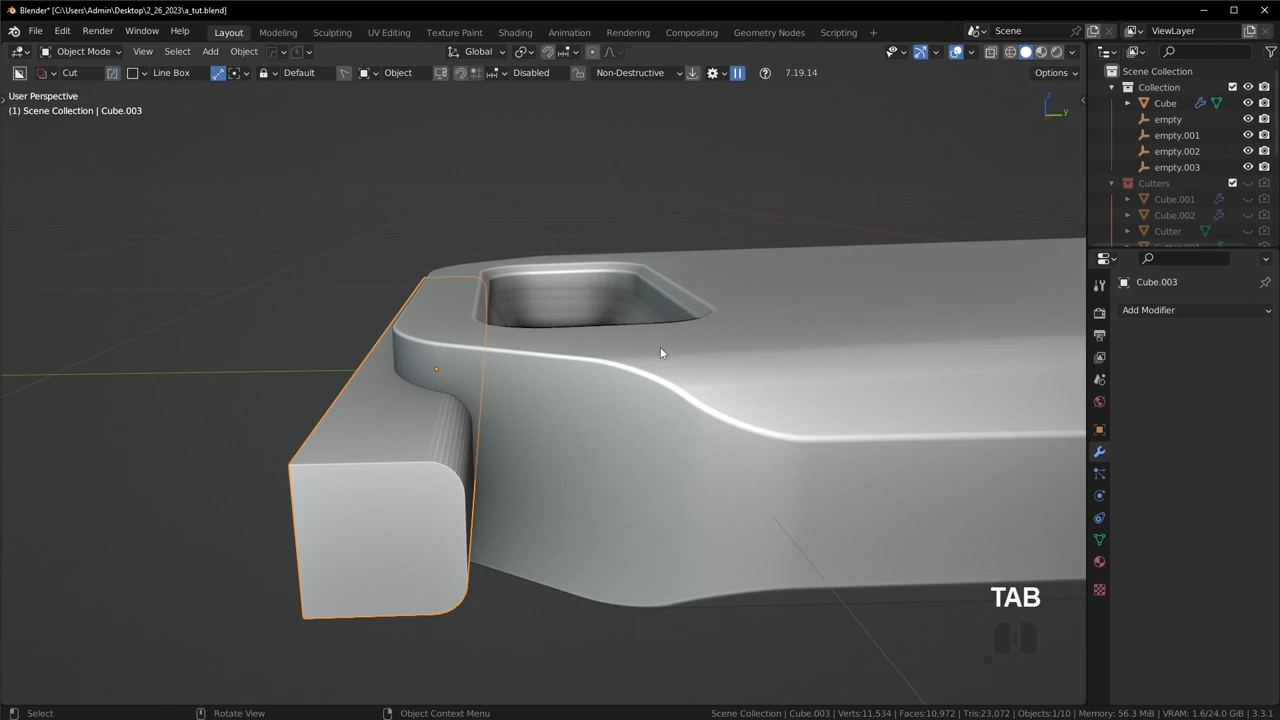 Blender* [C:\Users\Admin\Desktop\2_26_2023\a_tut.blend]
File Edit Render Window Help Layout Modeling Sculpting UV Editing Texture Paint Shading Animation Rendering Compositing Geometry Nodes Scripting + Scene ViewLayer
Object Mode View Select Add Object Global
Cut Line Box Default Object Disabled Non-Destructive 7.19.14 Options
User Perspective
(1) Scene Collection | Cube.003
Z
Y
TAB
Scene Collection
Collection
Cube
empty
empty.001
empty.002
empty.003
Cutters
Cube.001
Cube.002
Cutter
Cube.003
Add Modifier
Select Rotate View Object Context Menu Scene Collection | Cube.003 | Verts:11,534 | Faces:10,972 | Tris:23,072 | Objects:1/10 | Memory: 56.3 MiB | VRAM: 1.6/24.0 GiB | 3.3.1